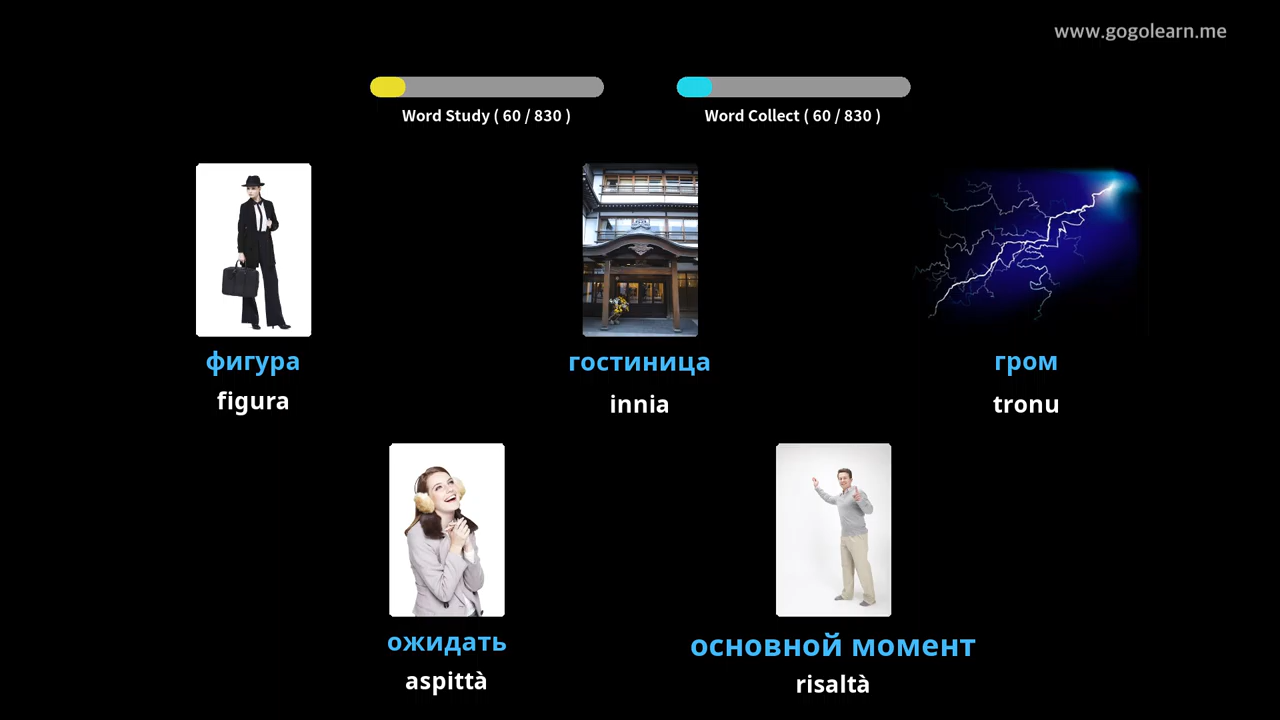 www.gogolearn.me
Word Study ( 60 / 830 )
Word Collect ( 60 / 830 )
фигура
figura
гостиница
innia
гром
tronu
ожидать
aspittà
основной момент
risaltà